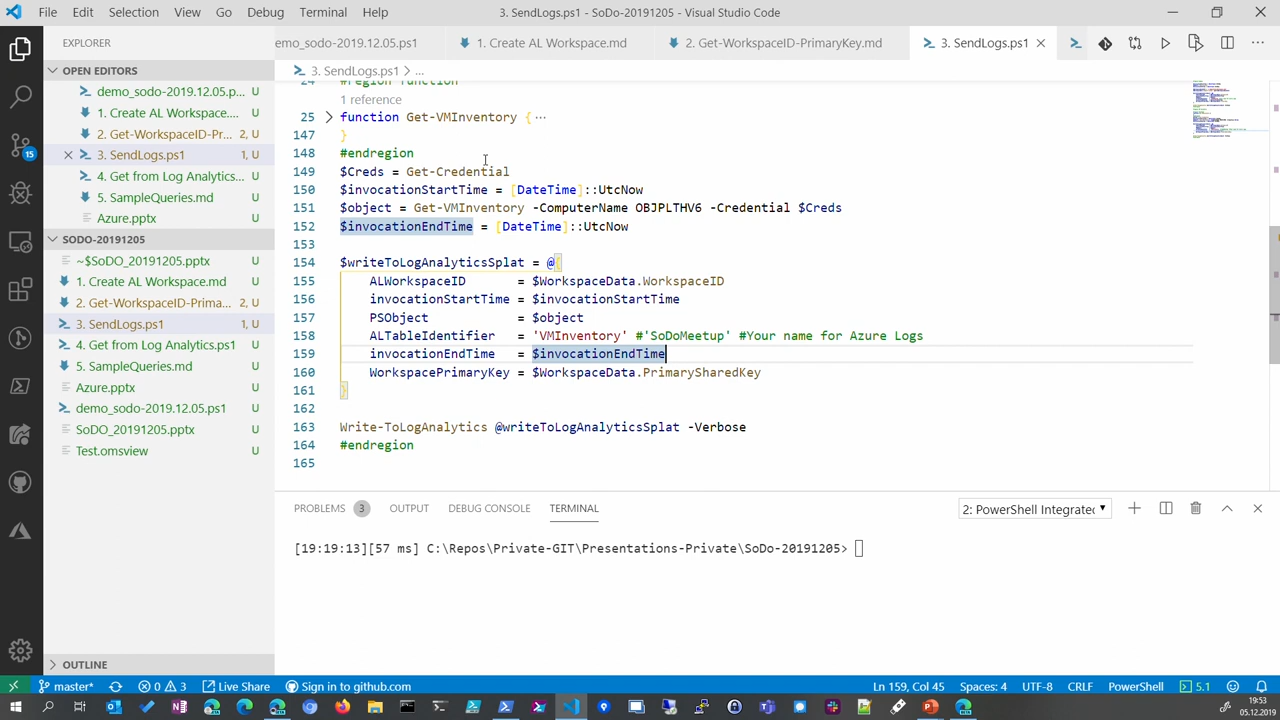 File Edit Selection View Go Debug Terminal Help 3. SendLogs.ps1 - SoDo-20191205 - Visual Studio Code
EXPLORER
emo_sodo-2019.12.05.ps1 1. Create AL Workspace.md 2. Get-WorkspaceID-PrimaryKey.md 3. SendLogs.ps1
OPEN EDITORS
3. SendLogs.ps1 > ...
demo_sodo-2019.12.05.p... U
1. Create AL Workspace.... U
2. Get-WorkspaceID-Pr... 2, U
3. SendLogs.ps1 1, U
4. Get from Log Analytics... U
5. SampleQueries.md U
Azure.pptx U
SODO-20191205
~$SoDO_20191205.pptx U
1. Create AL Workspace.md U
2. Get-WorkspaceID-Prima... 2, U
3. SendLogs.ps1 1, U
4. Get from Log Analytics.ps1 U
5. SampleQueries.md U
Azure.pptx U
demo_sodo-2019.12.05.ps1 U
SoDO_20191205.pptx U
Test.omsview U
OUTLINE
24 #region function
1 reference
25 function Get-VMInventory { ...
147 }
148 #endregion
149 $Creds = Get-Credential
150 $invocationStartTime = [DateTime]::UtcNow
151 $object = Get-VMInventory -ComputerName OBJPLTHV6 -Credential $Creds
152 $invocationEndTime = [DateTime]::UtcNow
153
154 $writeToLogAnalyticsSplat = @{
155 ALWorkspaceID = $WorkspaceData.WorkspaceID
156 invocationStartTime = $invocationStartTime
157 PSObject = $object
158 ALTableIdentifier = 'VMInventory' #'SoDoMeetup' #Your name for Azure Logs
159 invocationEndTime = $invocationEndTime
160 WorkspacePrimaryKey = $WorkspaceData.PrimarySharedKey
161 }
162
163 Write-ToLogAnalytics @writeToLogAnalyticsSplat -Verbose
164 #endregion
165
PROBLEMS 3 OUTPUT DEBUG CONSOLE TERMINAL 2: PowerShell Integratec
[19:19:13][57 ms] C:\Repos\Private-GIT\Presentations-Private\SoDo-20191205>
15
master* 0 3 Live Share Sign in to github.com Ln 159, Col 45 Spaces: 4 UTF-8 CRLF PowerShell 5.1
19:53
05.12.2019